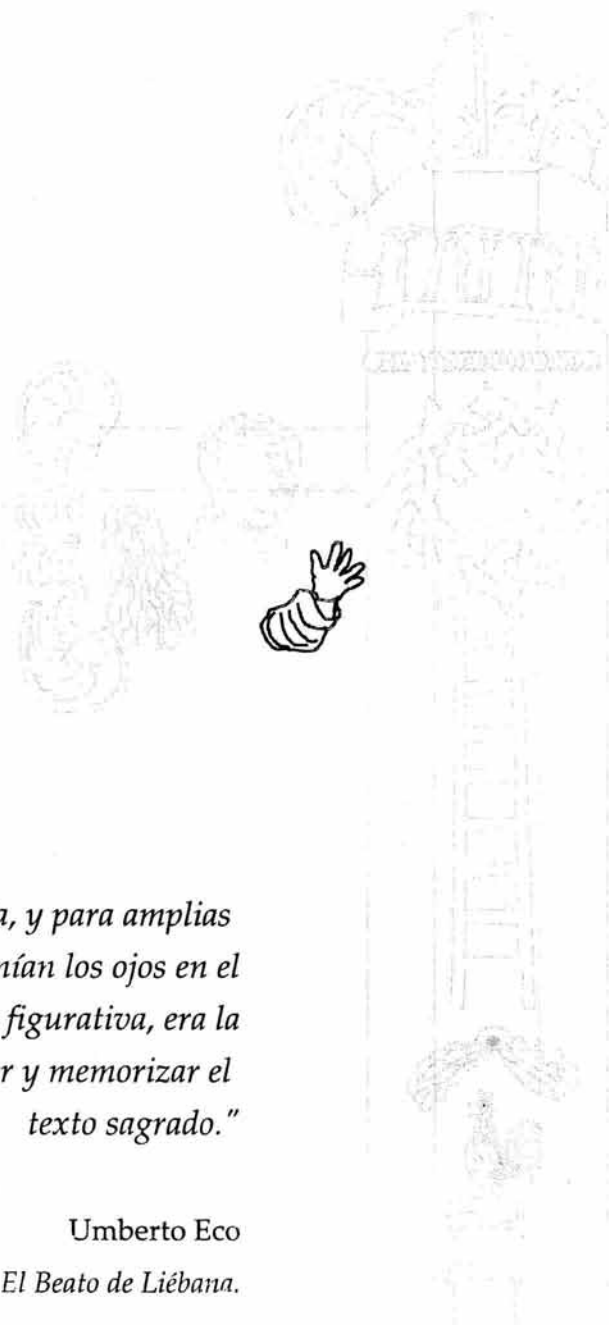 a, y para amplias
nían los ojos en el
figurativa, era la
r y memorizar el
texto sagrado."
Umberto Eco
El Beato de Liébana.